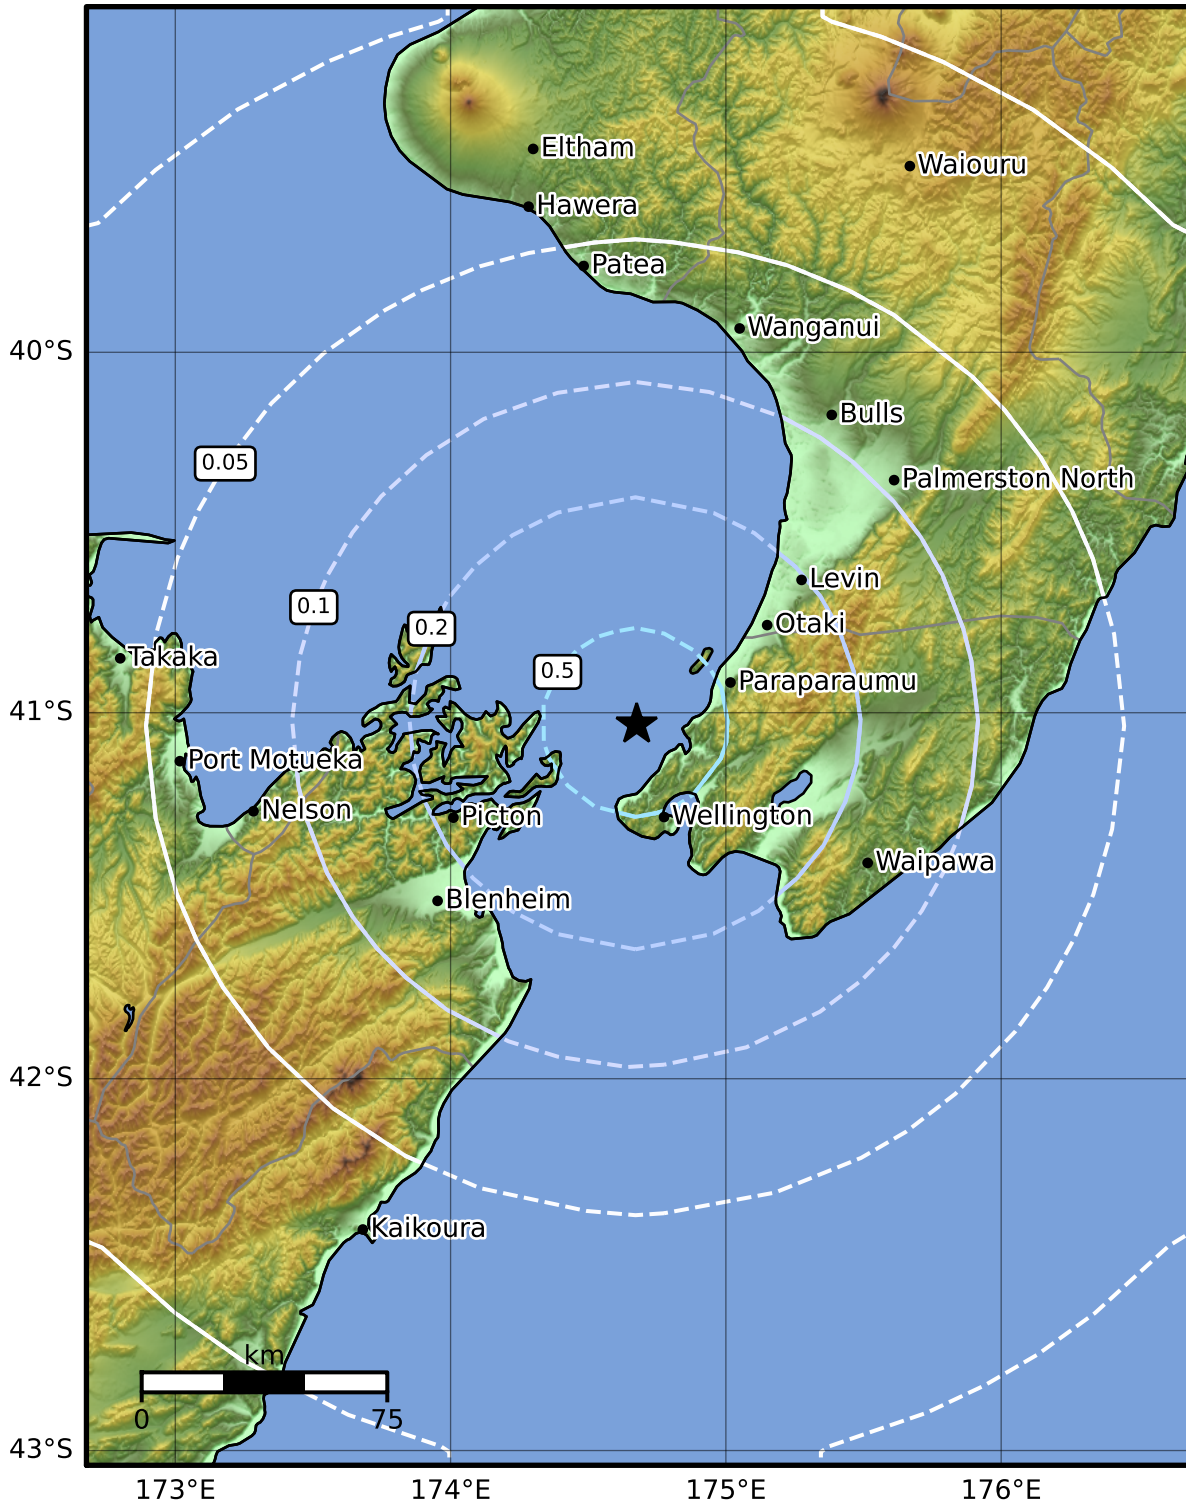 Eltham
Waiouru
Hawera
Patea
Wanganui
40°S
Bulls
0.05
Palmerston North
Levin
0.1
Otaki
0.2
Takaka
0.5
Paraparaumu
41°S
Port Motueka
Nelson
Picton
Wellington
Waipawa
Blenheim
42°S
Kaikoura
km
0 75
43°S
173°E 174°E 175°E 176°E